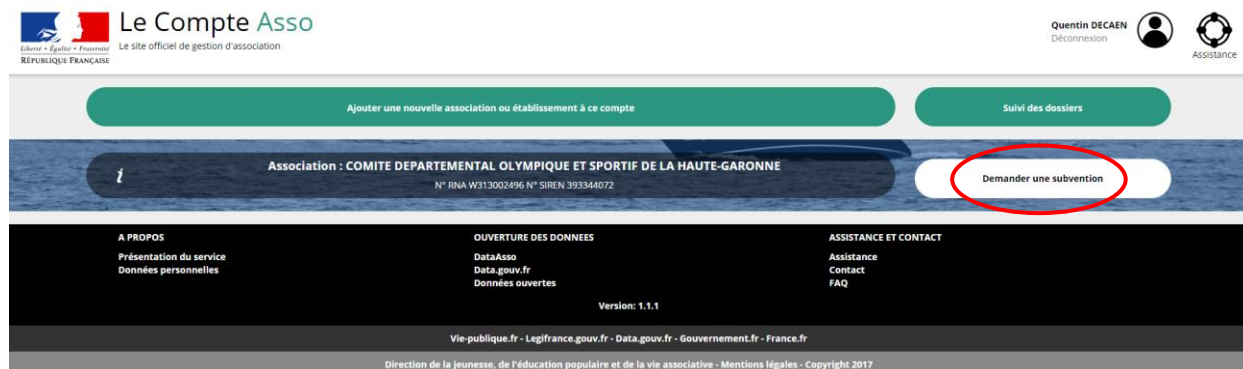 Le Compte Asso
Le site officiel de gestion d'association
Liberté • Égalité • Fraternité
RÉPUBLIQUE FRANÇAISE
Quentin DECAEN
Déconnexion
Assistance
Ajouter une nouvelle association ou établissement à ce compte
Suivi des dossiers
i
Association : COMITE DEPARTEMENTAL OLYMPIQUE ET SPORTIF DE LA HAUTE-GARONNE
N° RNA W313002496 N° SIREN 393344072
Demander une subvention
A PROPOS
Présentation du service
Données personnelles
OUVERTURE DES DONNEES
DataAsso
Data.gouv.fr
Données ouvertes
ASSISTANCE ET CONTACT
Assistance
Contact
FAQ
Version: 1.1.1
Vie-publique.fr - Legifrance.gouv.fr - Data.gouv.fr - Gouvernement.fr - France.fr
Direction de la jeunesse, de l'éducation populaire et de la vie associative - Mentions légales - Copyright 2017